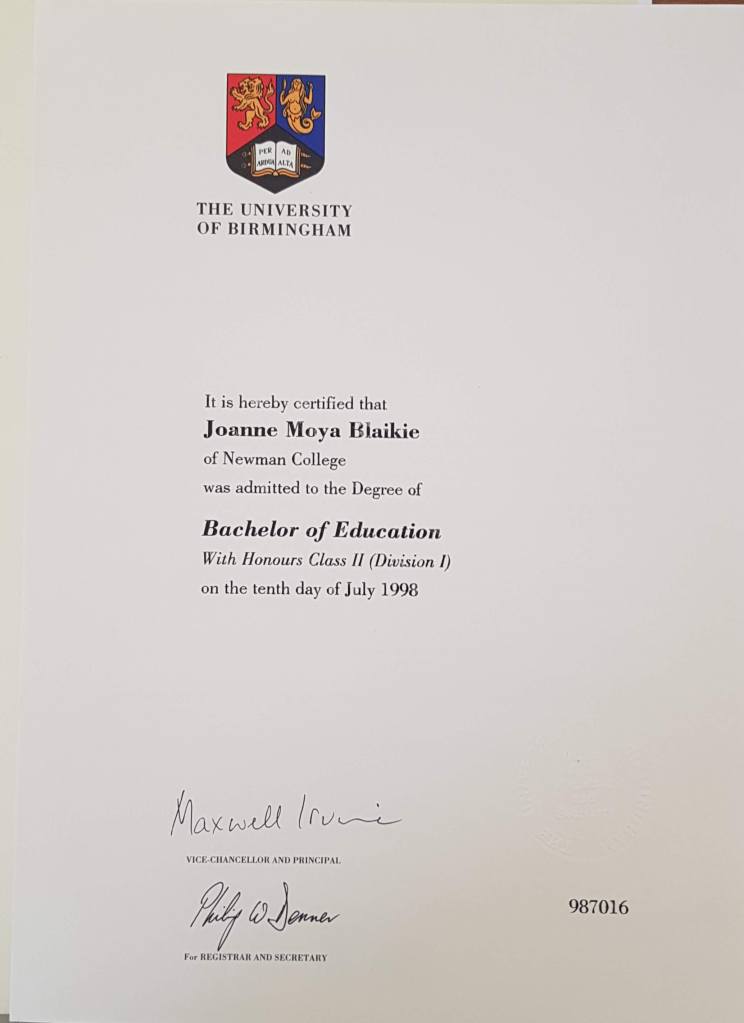 PER AD
ARDUA ALTA
THE UNIVERSITY
OF BIRMINGHAM
It is hereby certified that
Joanne Moya Blaikie
of Newman College
was admitted to the Degree of
Bachelor of Education
With Honours Class II (Division I)
on the tenth day of July 1998
Maxwell Irvine
VICE-CHANCELLOR AND PRINCIPAL
Philip W Denner
For REGISTRAR AND SECRETARY
987016